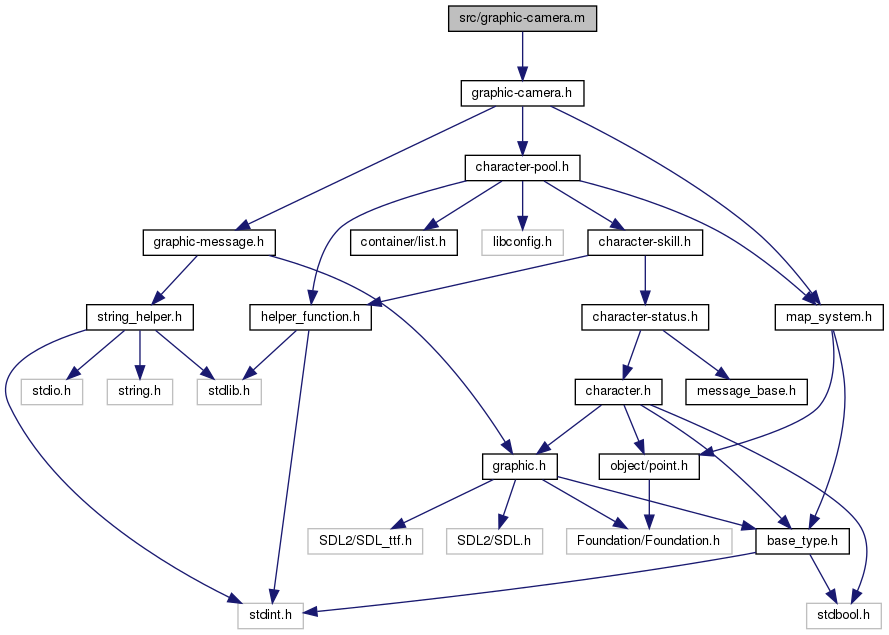 src/graphic-camera.m
graphic-camera.h
character-pool.h
graphic-message.h
container/list.h
libconfig.h
character-skill.h
string_helper.h
helper_function.h
character-status.h
map_system.h
stdio.h
string.h
stdlib.h
character.h
message_base.h
graphic.h
object/point.h
SDL2/SDL_ttf.h
SDL2/SDL.h
Foundation/Foundation.h
base_type.h
stdint.h
stdbool.h